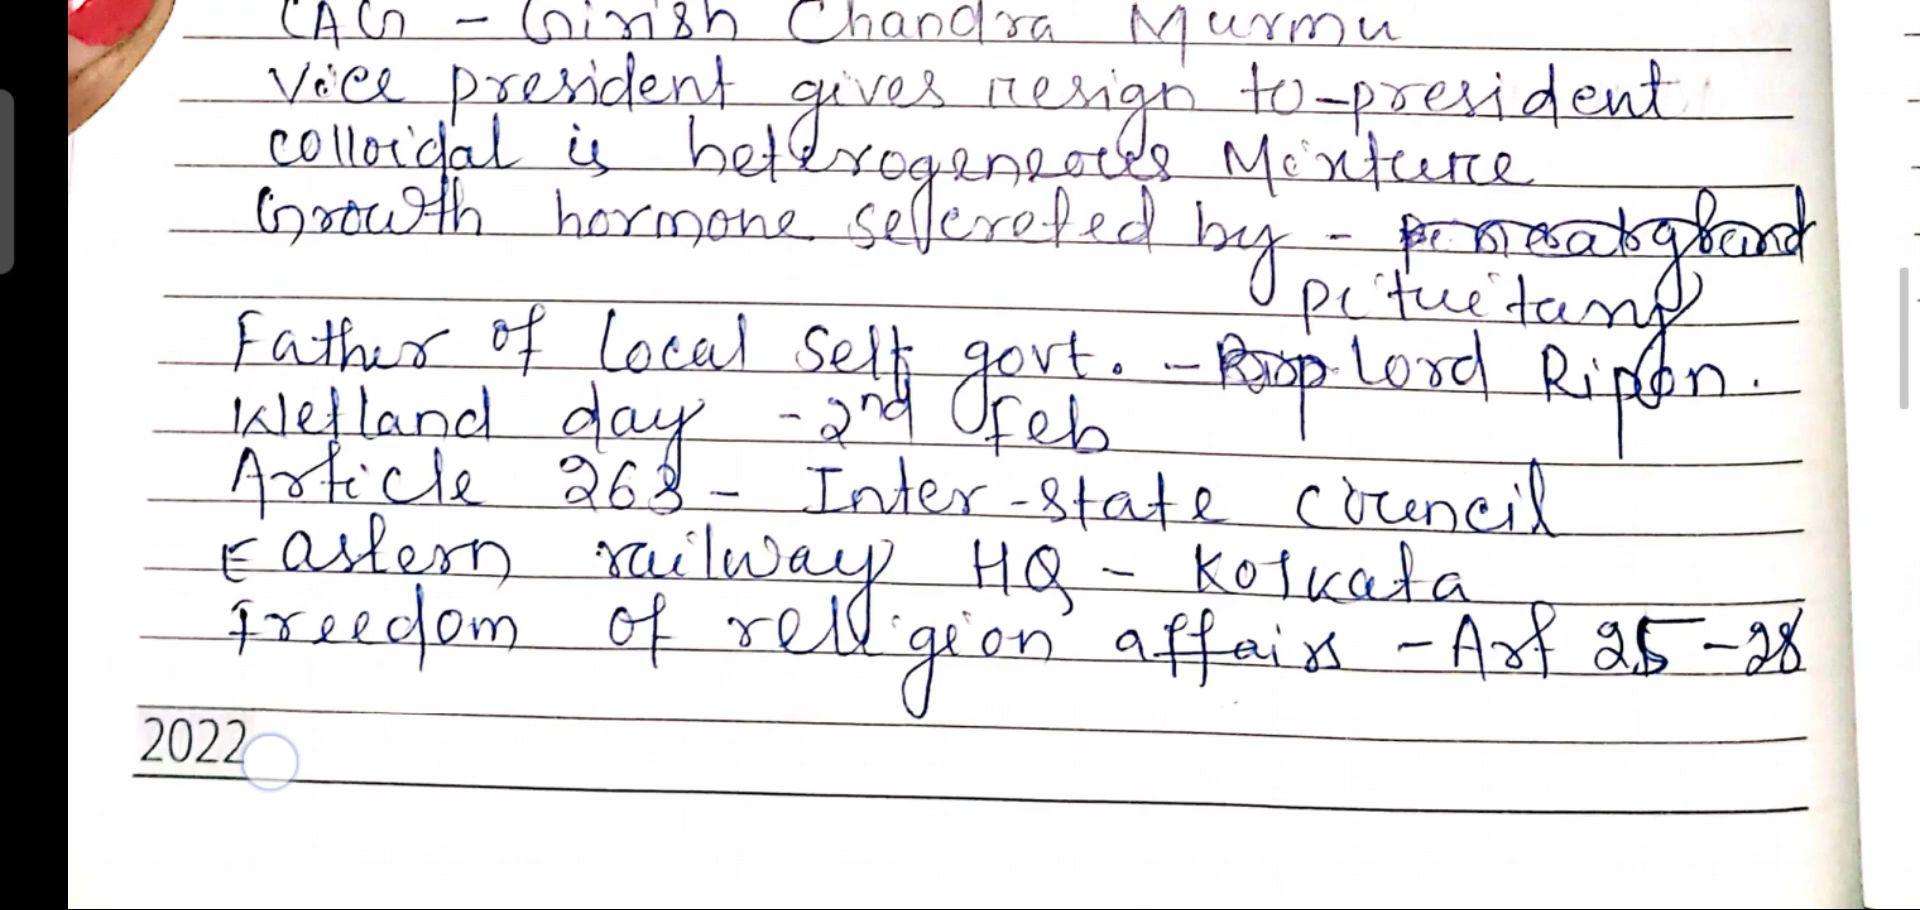 CAG - Girish Chandra Murmu
Vice president gives resign to-president
colloidal is heterogeneous Mixture
Growth hormone secreted by -
pituitary
Father of local self govt. - Lord Ripon.
Wetland day - 2nd Feb
Article 263 - Inter-state council
Eastern railway HQ - Kolkata
Freedom of religion affairs - Art 25-28
2022